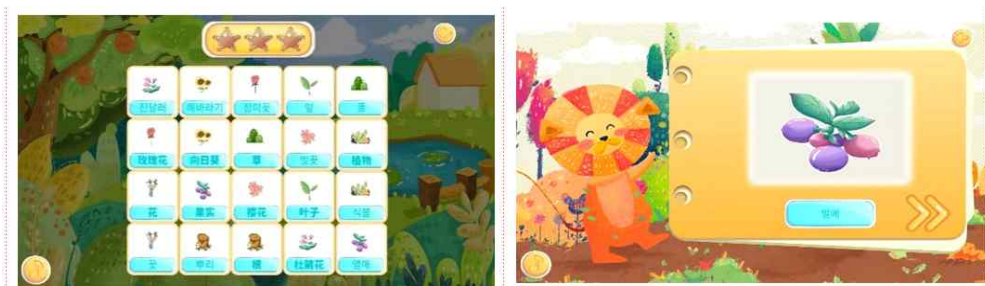 진달래 해바라기 장미꽃 잎 풀
玫瑰花 向日葵 草 벚꽃 植物
花 果实 樱花 叶子 식물
꽃 뿌리 根 杜鹃花 열매
열매